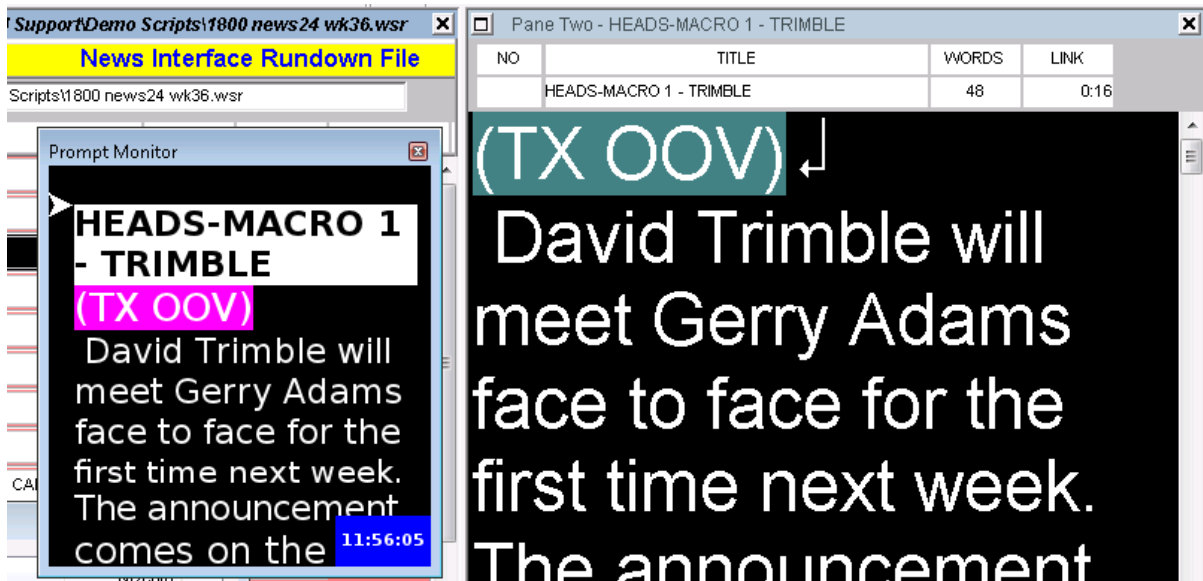 Support\Demo Scripts\1800 news24 wk36.wsr
News Interface Rundown File
Scripts\1800 news24 wk36.wsr
Prompt Monitor
HEADS-MACRO 1
- TRIMBLE
(TX OOV)
David Trimble will
meet Gerry Adams
face to face for the
first time next week.
The announcement
comes on the
11:56:05
Pane Two - HEADS-MACRO 1 - TRIMBLE
NO TITLE WORDS LINK
HEADS-MACRO 1 - TRIMBLE 48 0:16
(TX OOV)
David Trimble will
meet Gerry Adams
face to face for the
first time next week.
The announcement